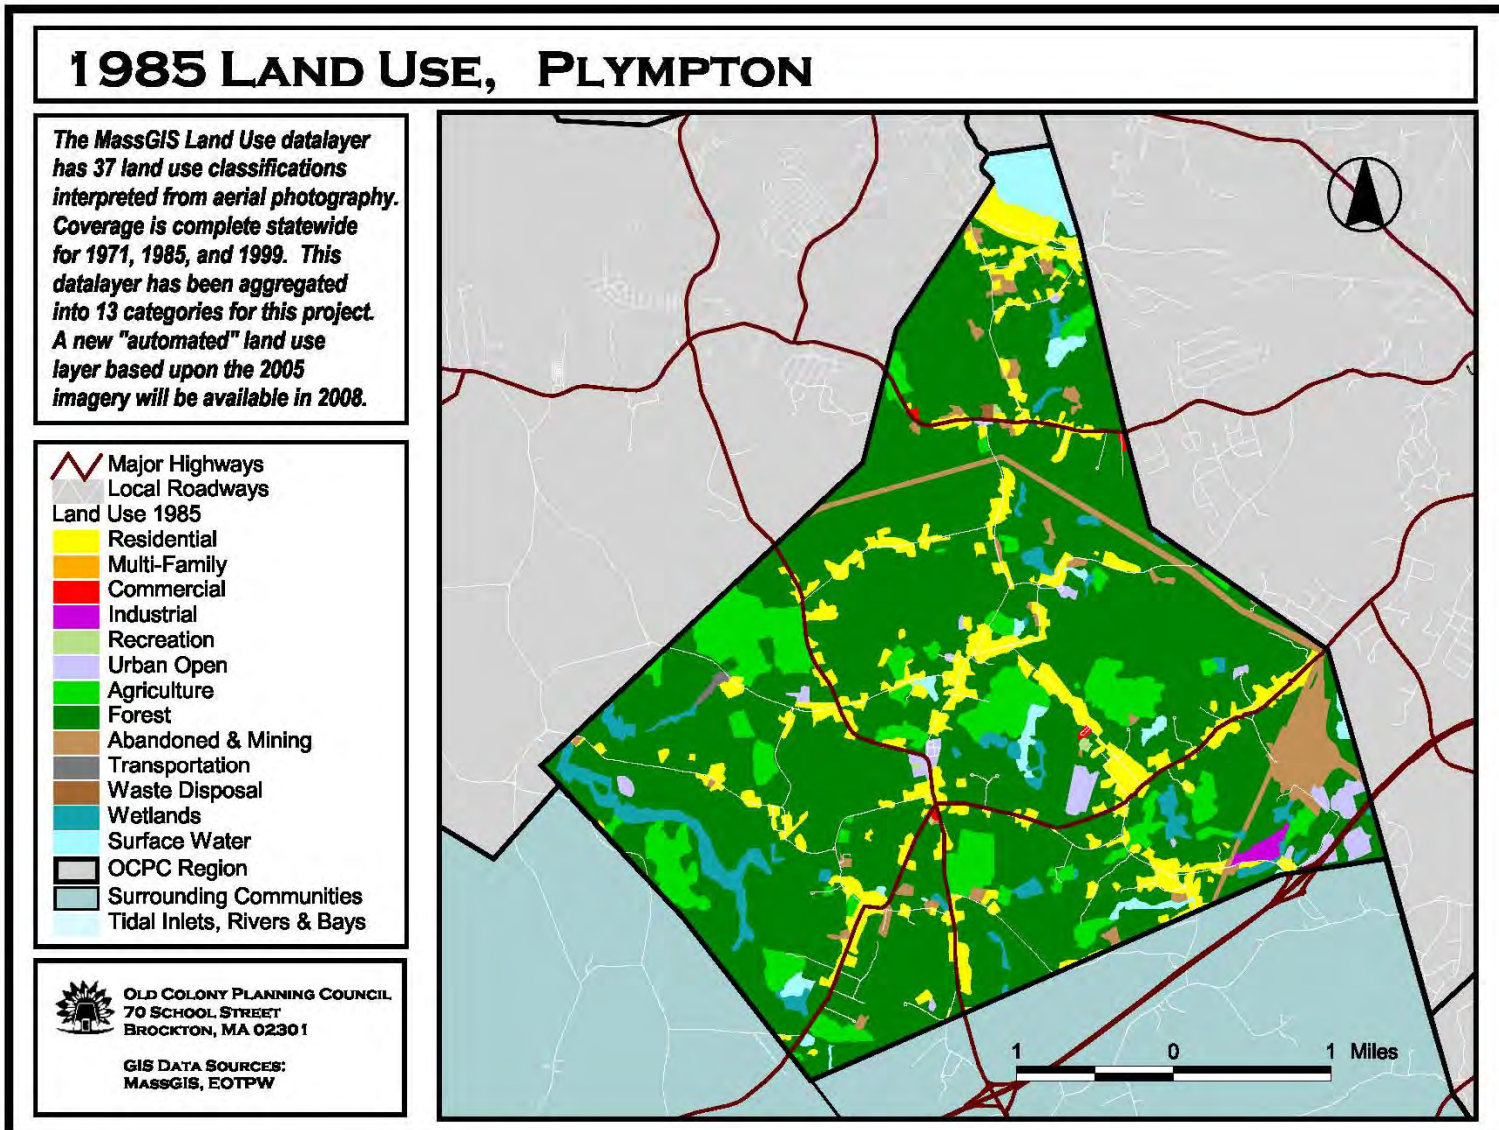 1985 LAND USE, PLYMPTON
The MassGIS Land Use datalayer
has 37 land use classifications
interpreted from aerial photography.
Coverage is complete statewide
for 1971, 1985, and 1999. This
datalayer has been aggregated
into 13 categories for this project.
A new "automated" land use
layer based upon the 2005
imagery will be available in 2008.
Major Highways
Local Roadways
Land Use 1985
Residential
Multi-Family
Commercial
Industrial
Recreation
Urban Open
Agriculture
Forest
Abandoned & Mining
Transportation
Waste Disposal
Wetlands
Surface Water
OCPC Region
Surrounding Communities
Tidal Inlets, Rivers & Bays
OLD COLONY PLANNING COUNCIL
70 SCHOOL STREET
BROCKTON, MA 02301
GIS DATA SOURCES:
MASSGIS, EOTPW
1 0 1 Miles